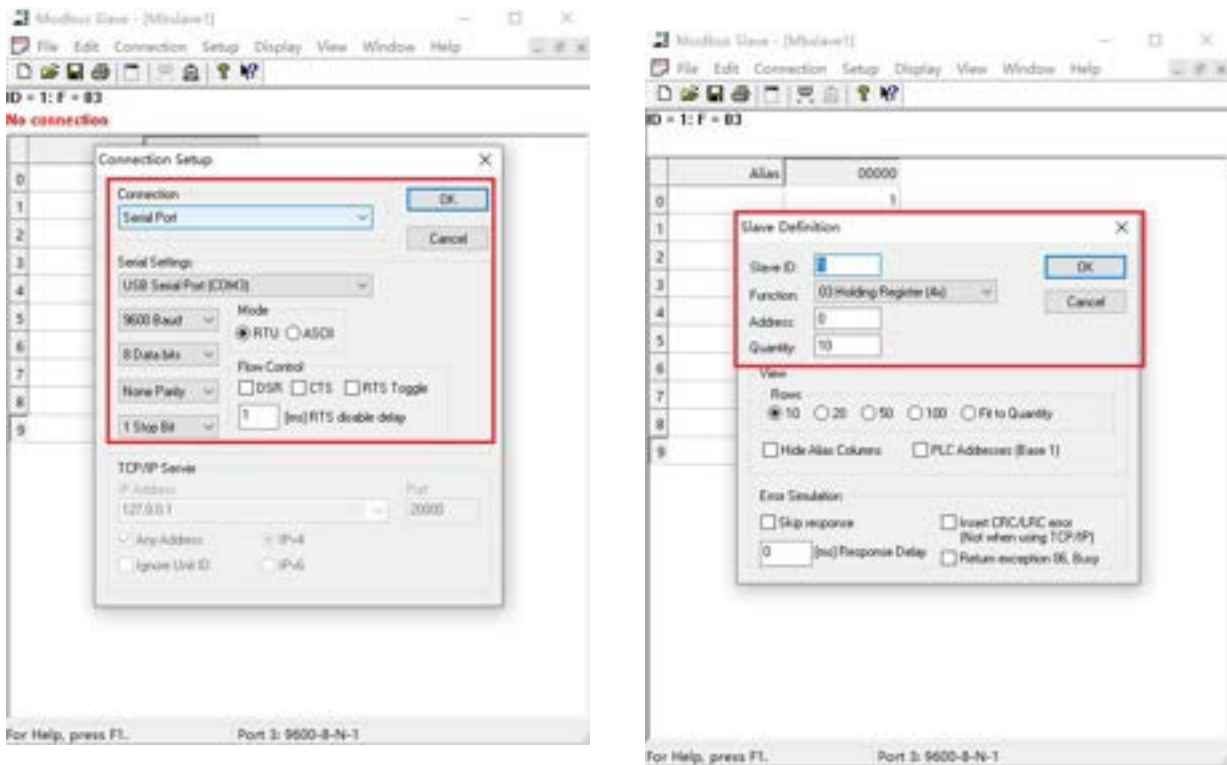 Modbus Slave - [Mbslave1]
File Edit Connection Setup Display View Window Help
ID = 1: F = 03
No connection
0
1
2
3
4
5
6
7
8
9
Connection Setup
Connection
Serial Port
OK
Cancel
Serial Settings
USB Serial Port (COM3)
9600 Baud
8 Data bits
None Parity
1 Stop Bit
Mode
RTU ASCII
Flow Control
DSR CTS RTS Toggle
1 [ms] RTS disable delay
TCP/IP Server
IP Address Port
127.0.0.1 20000
Any Address IPv4
Ignore Unit ID IPv6
For Help, press F1. Port 3: 9600-8-N-1
Modbus Slave - [Mbslave1]
File Edit Connection Setup Display View Window Help
ID = 1: F = 03
Alias 00000
0 1
1
2
3
4
5
6
7
8
9
Slave Definition
Slave ID:
Function: 03 Holding Register (4x)
Address: 0
Quantity: 10
OK
Cancel
View
Rows
10 20 50 100 Fit to Quantity
Hide Alias Columns PLC Addresses (Base 1)
Error Simulation
Skip response
0 [ms] Response Delay
Insert CRC/LRC error
(Not when using TCP/IP)
Return exception 06, Busy
For Help, press F1. Port 3: 9600-8-N-1